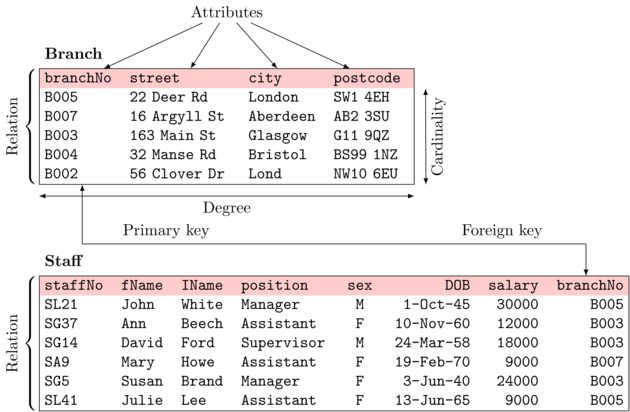 Attributes
Branch
branchNo street city postcode
B005 22 Deer Rd London SW1 4EH
B007 16 Argyll St Aberdeen AB2 3SU
B003 163 Main St Glasgow G11 9QZ
B004 32 Manse Rd Bristol BS99 1NZ
B002 56 Clover Dr Lond NW10 6EU
Relation
Cardinality
Degree
Primary key Foreign key
Staff
staffNo fName IName position sex DOB salary branchNo
SL21 John White Manager M 1-Oct-45 30000 B005
SG37 Ann Beech Assistant F 10-Nov-60 12000 B003
SG14 David Ford Supervisor M 24-Mar-58 18000 B003
SA9 Mary Howe Assistant F 19-Feb-70 9000 B007
SG5 Susan Brand Manager F 3-Jun-40 24000 B003
SL41 Julie Lee Assistant F 13-Jun-65 9000 B005
Relation